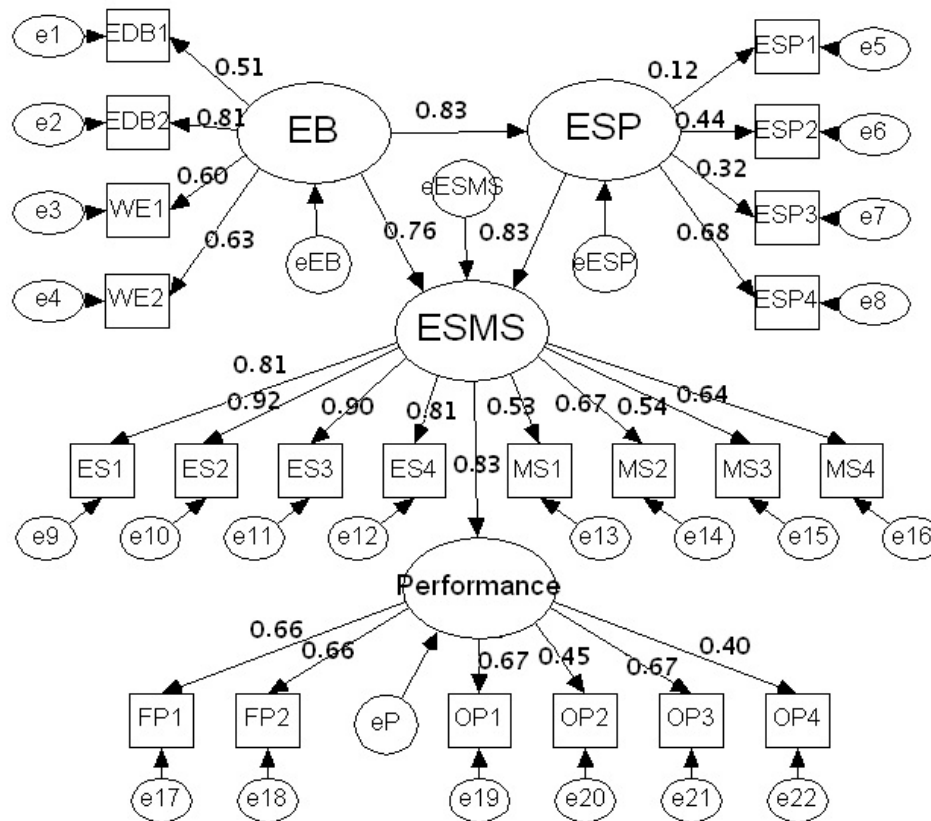 e1 EDB1 ESP1 e5
0.51 0.12
e2 EDB2 0.81 EB 0.83 ESP 0.44 ESP2 e6
0.60 eESMS 0.32
e3 WE1 ESP3 e7
0.63 0.76 0.83 0.68
eEB eESP
e4 WE2 ESP4 e8
ESMS
0.81 0.64
0.92 0.90 0.81 0.53 0.67 0.54
ES1 ES2 ES3 ES4 0.83 MS1 MS2 MS3 MS4
e9 e10 e11 e12 e13 e14 e15 e16
Performance
0.66 0.66 0.67 0.45 0.67 0.40
FP1 FP2 eP OP1 OP2 OP3 OP4
e17 e18 e19 e20 e21 e22